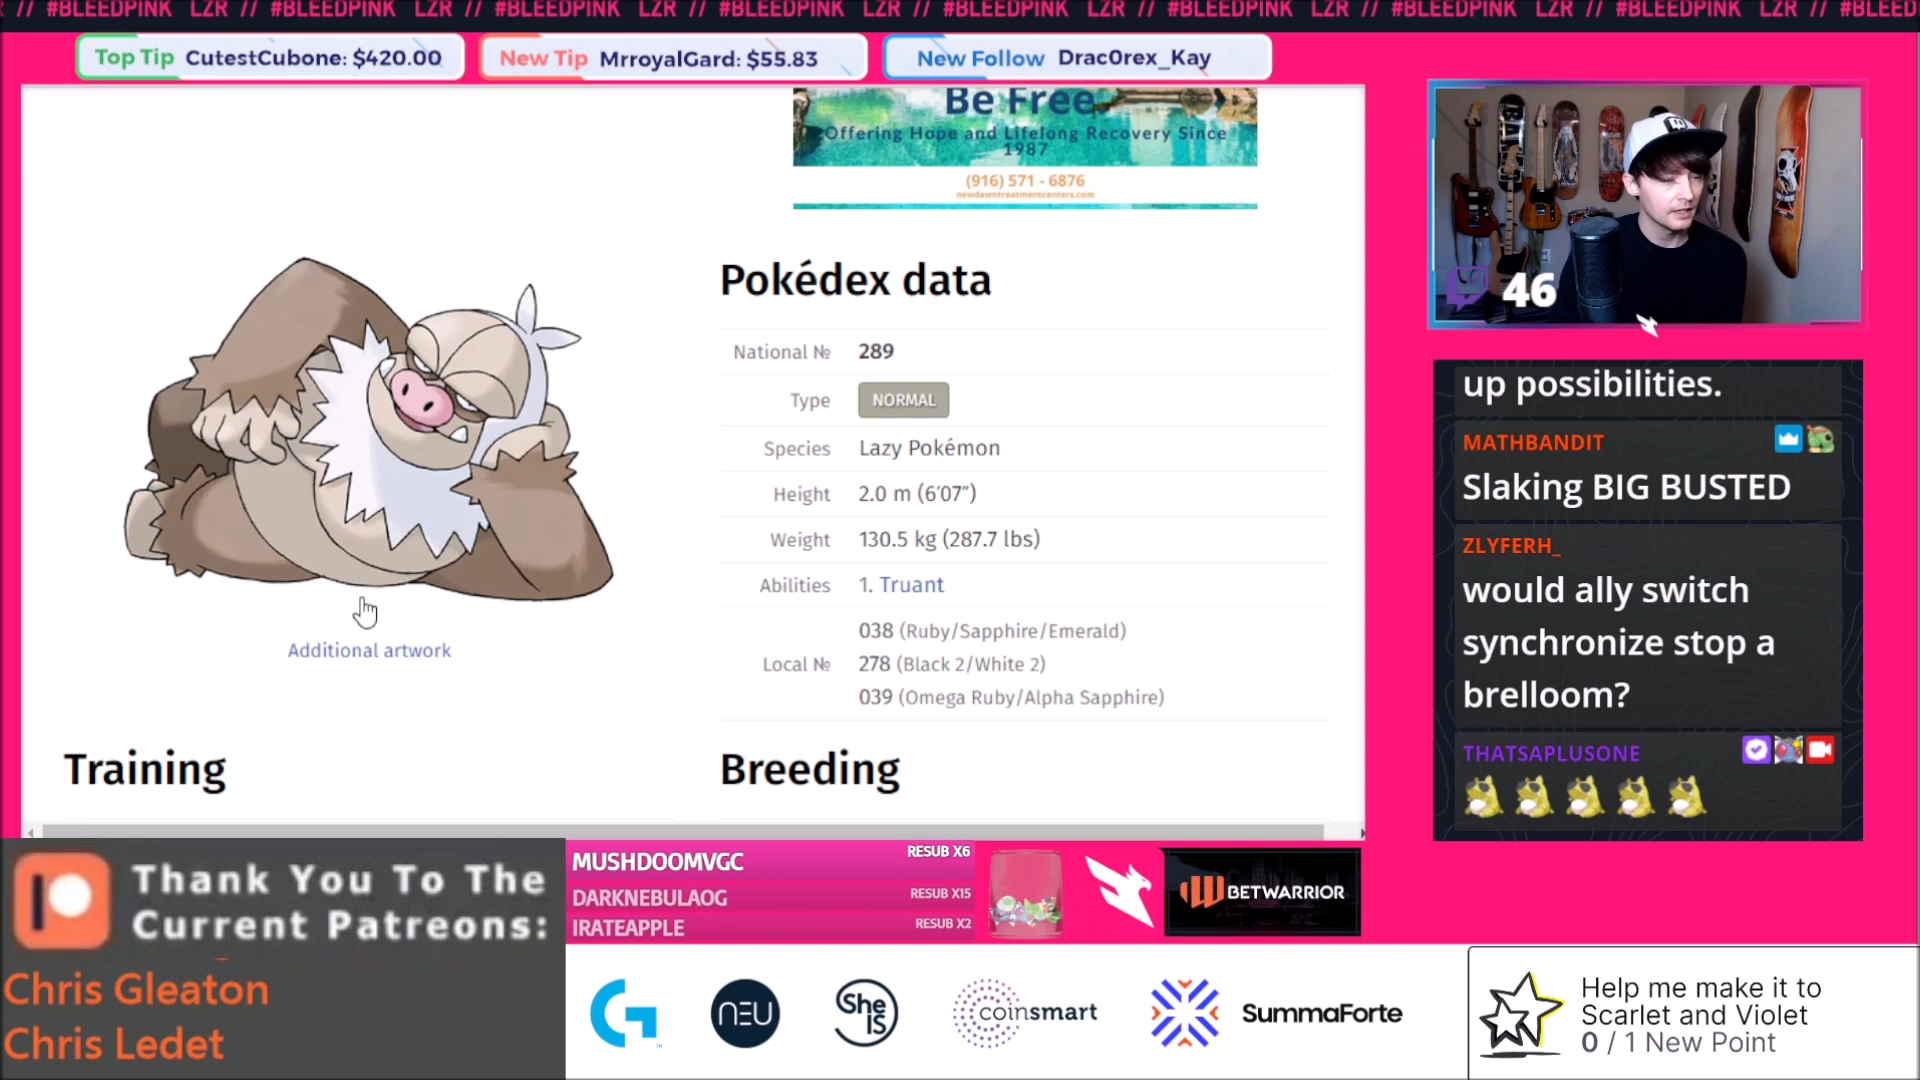 // #BLEEDPINK LZR // #BLEEDPINK LZR // #BLEEDPINK LZR // #BLEEDPINK LZR // #BLEEDPINK LZR // #BLEEDPINK LZR // #BLEEDPINK LZR // #BLEEDPINK LZR // #BLEED
Top Tip CutestCubone: $420.00
New Tip MrroyalGard: $55.83
New Follow Drac0rex_Kay
Be Free
Offering Hope and Lifelong Recovery Since
1987
(916) 571 - 6876
newdawntreatmentcenters.com
Pokédex data
National № 289
Type NORMAL
Species Lazy Pokémon
Height 2.0 m (6′07″)
Weight 130.5 kg (287.7 lbs)
Abilities 1. Truant
038 (Ruby/Sapphire/Emerald)
Local № 278 (Black 2/White 2)
039 (Omega Ruby/Alpha Sapphire)
Additional artwork
Training
Breeding
46
up possibilities.
MATHBANDIT
Slaking BIG BUSTED
ZLYFERH_
would ally switch
synchronize stop a
brelloom?
THATSAPLUSONE
Thank You To The
Current Patreons:
Chris Gleaton
Chris Ledet
MUSHDOOMVGC RESUB X6
DARKNEBULAOG RESUB X15
IRATEAPPLE RESUB X2
BETWARRIOR
NEU
She
IS
coinsmart
SummaForte
Help me make it to
Scarlet and Violet
0 / 1 New Point